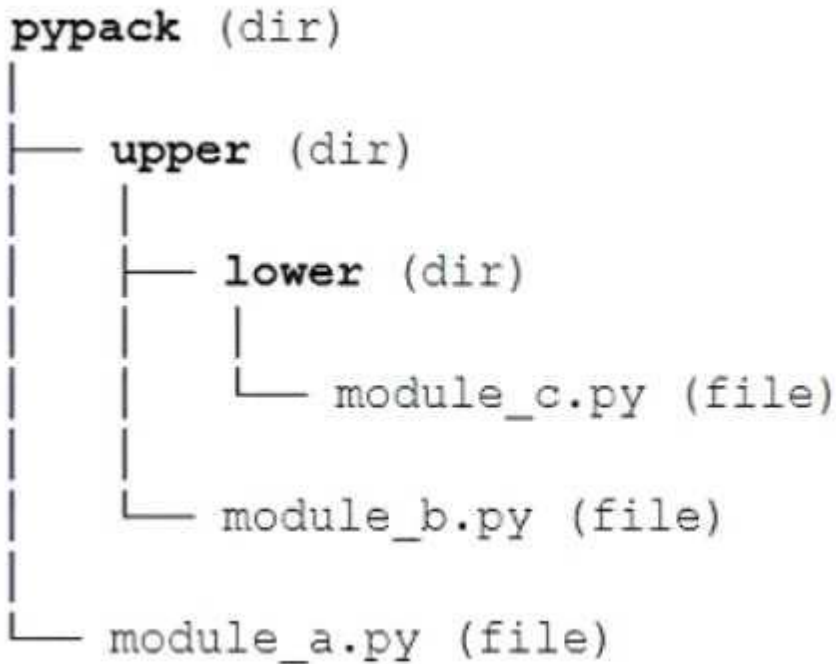 pypack (dir)
upper (dir)
lower (dir)
module_c.py (file)
module_b.py (file)
module_a.py (file)